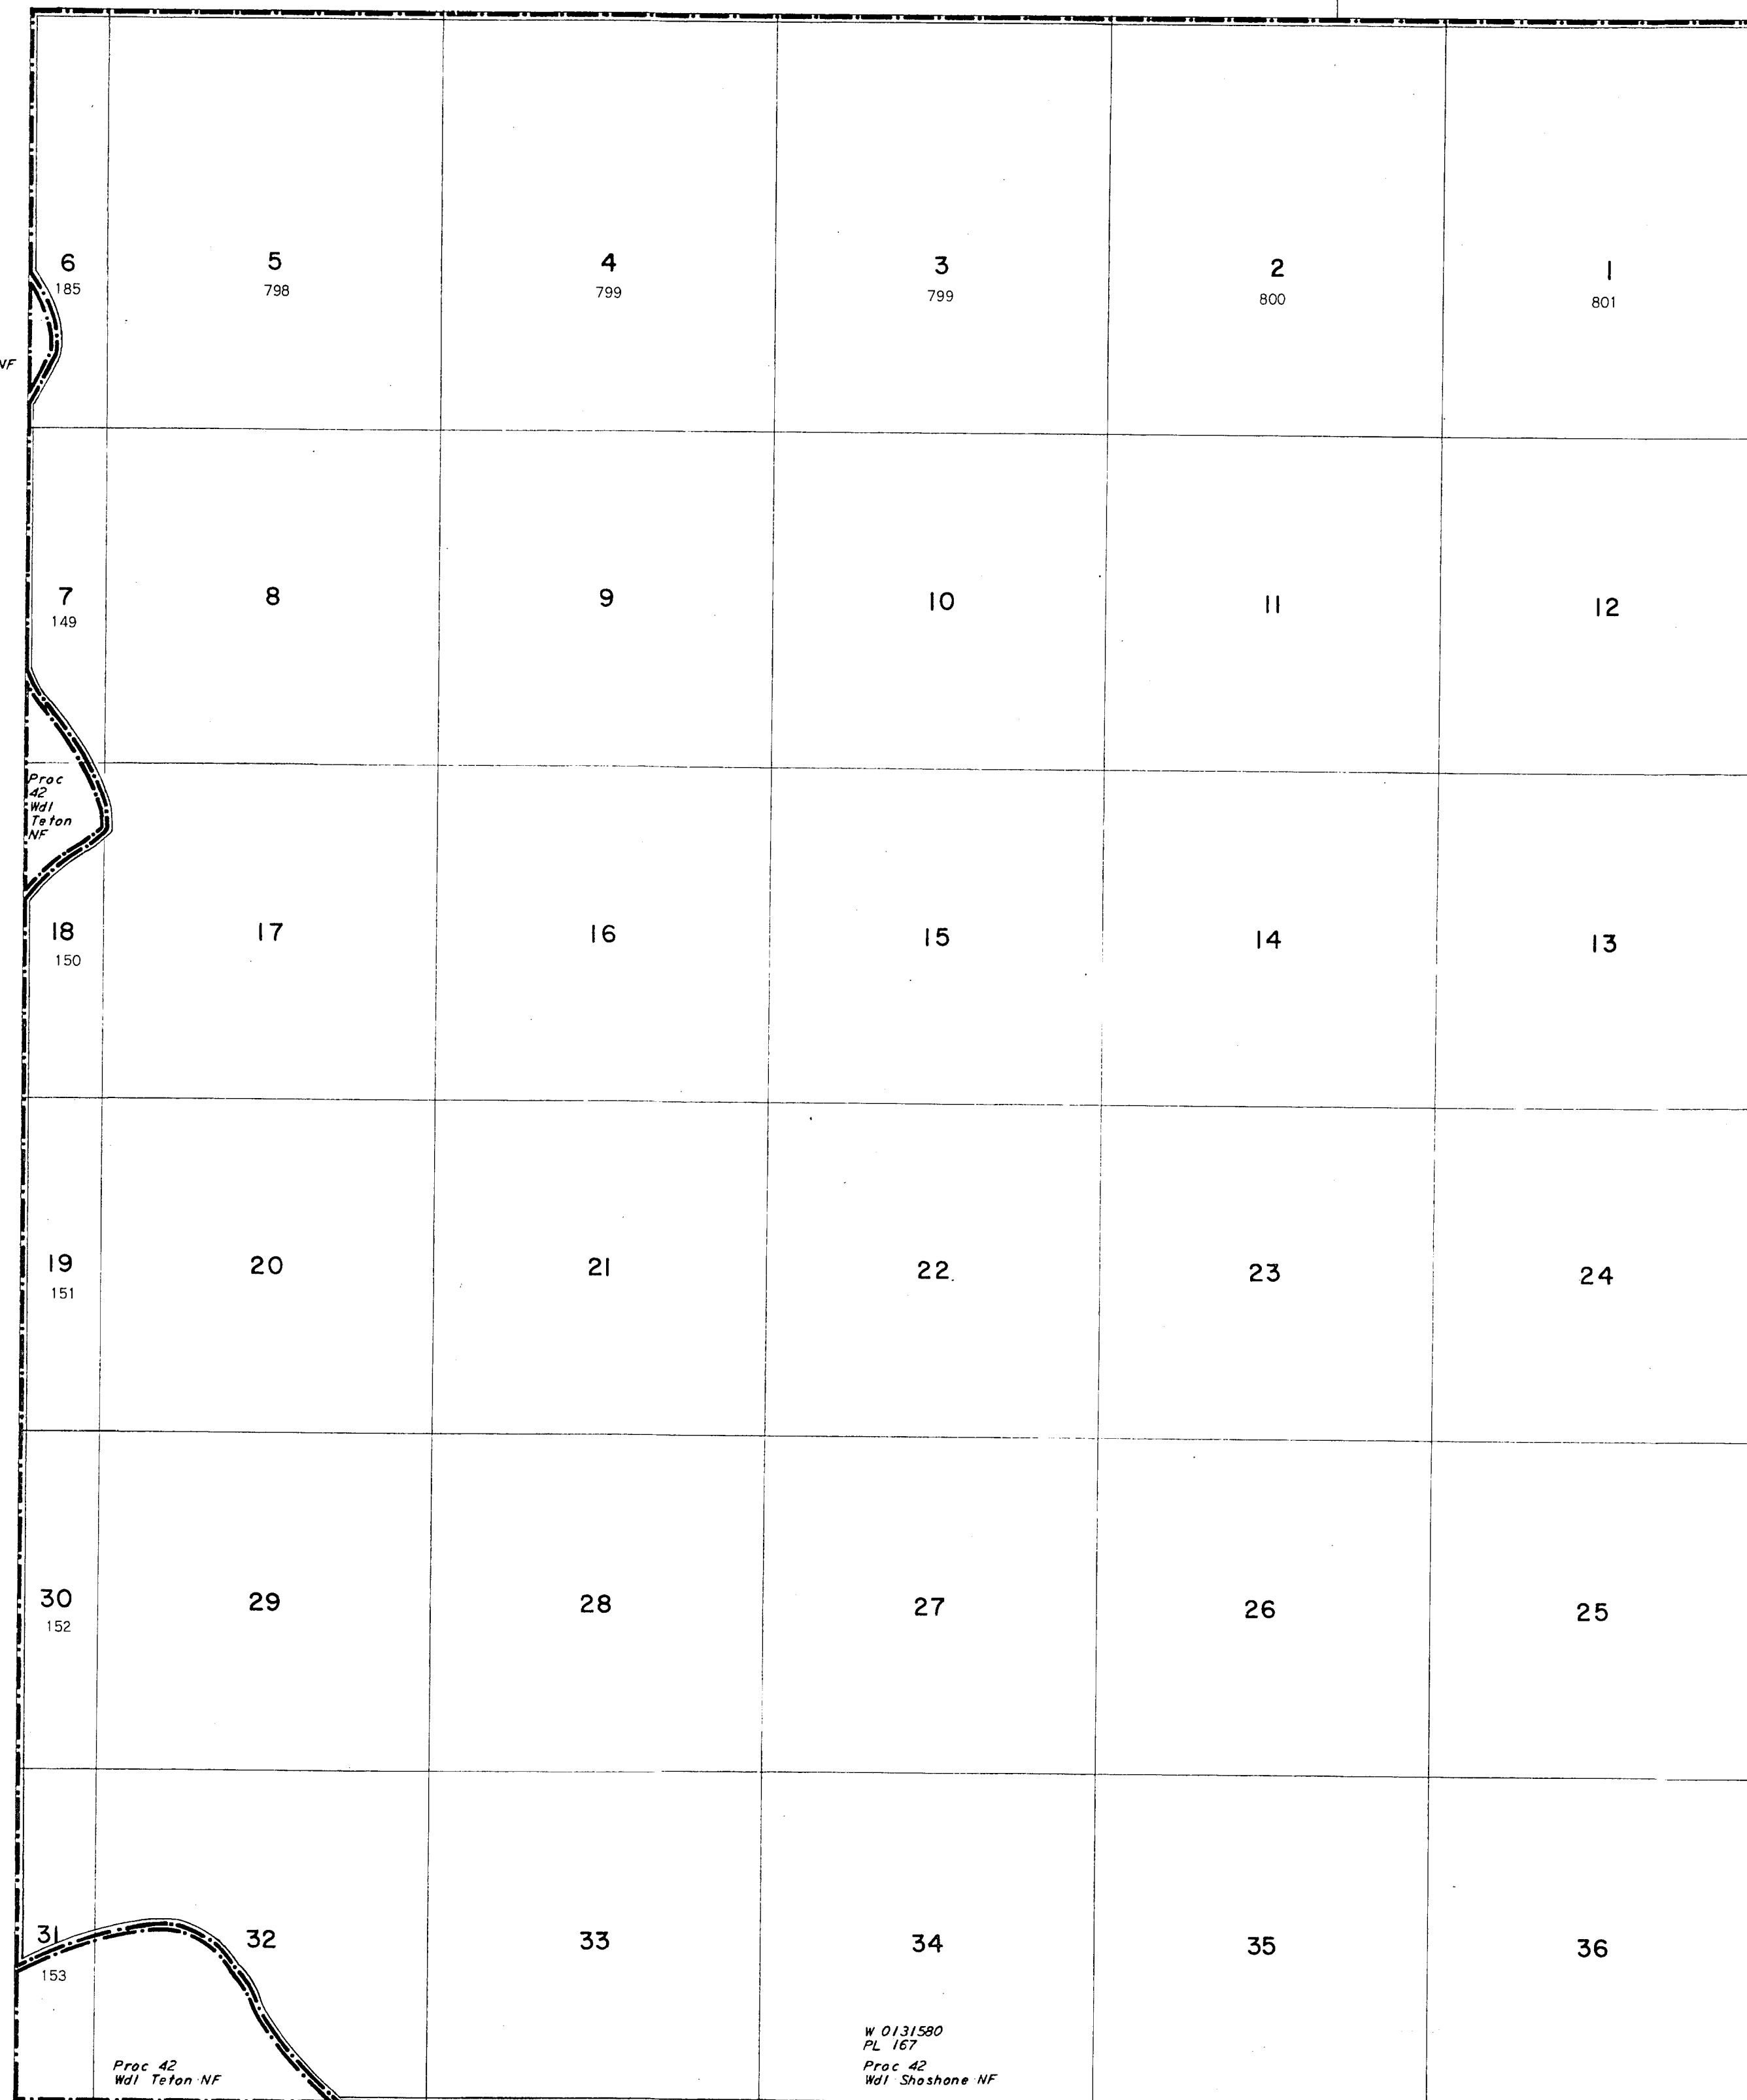 6 5 4 3 2 1
185 798 799 799 800 801
NF
7 8 9 10 11 12
149
Proc
42
Wdl
Teton
NF
18 17 16 15 14 13
150
19 20 21 22 23 24
151
30 29 28 27 26 25
152
31 32 33 34 35 36
153
W 0131580
PL 167
Proc 42
Wdl Teton NF
Proc 42
Wdl Shoshone NF